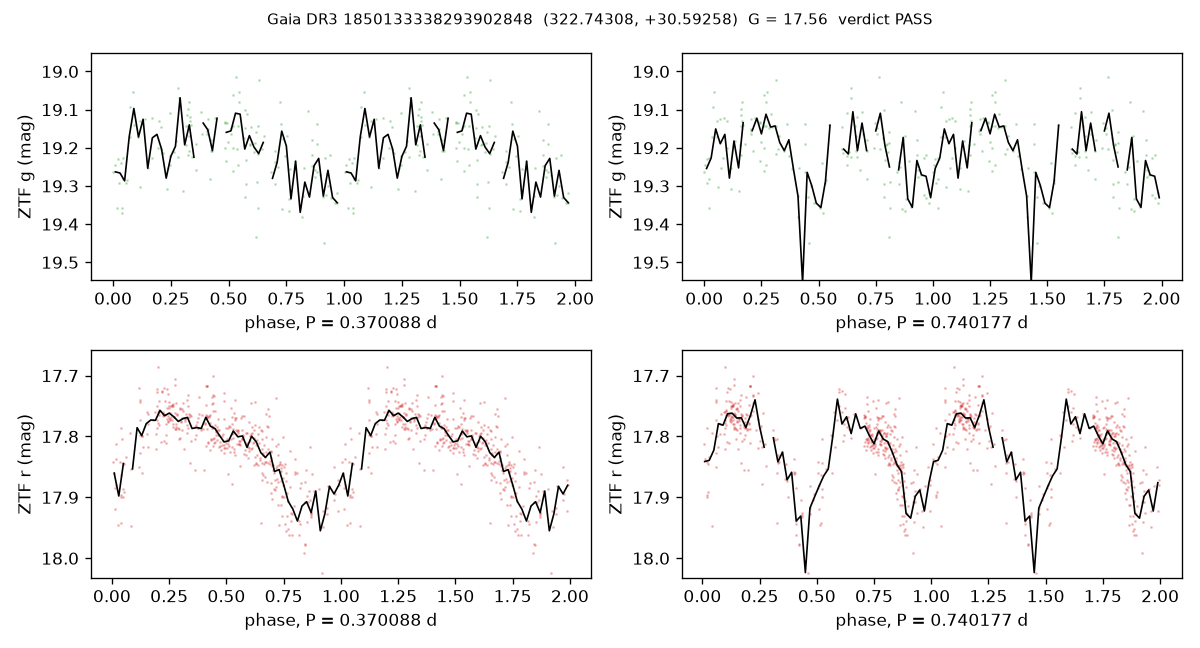 Gaia DR3 1850133338293902848 (322.74308, +30.59258) G = 17.56 verdict PASS
ZTF g (mag)
19.0
19.1
19.2
19.3
19.4
19.5
0.00 0.25 0.50 0.75 1.00 1.25 1.50 1.75 2.00
phase, P = 0.370088 d
ZTF g (mag)
19.0
19.1
19.2
19.3
19.4
19.5
0.00 0.25 0.50 0.75 1.00 1.25 1.50 1.75 2.00
phase, P = 0.740177 d
ZTF r (mag)
17.7
17.8
17.9
18.0
0.00 0.25 0.50 0.75 1.00 1.25 1.50 1.75 2.00
phase, P = 0.370088 d
ZTF r (mag)
17.7
17.8
17.9
18.0
0.00 0.25 0.50 0.75 1.00 1.25 1.50 1.75 2.00
phase, P = 0.740177 d